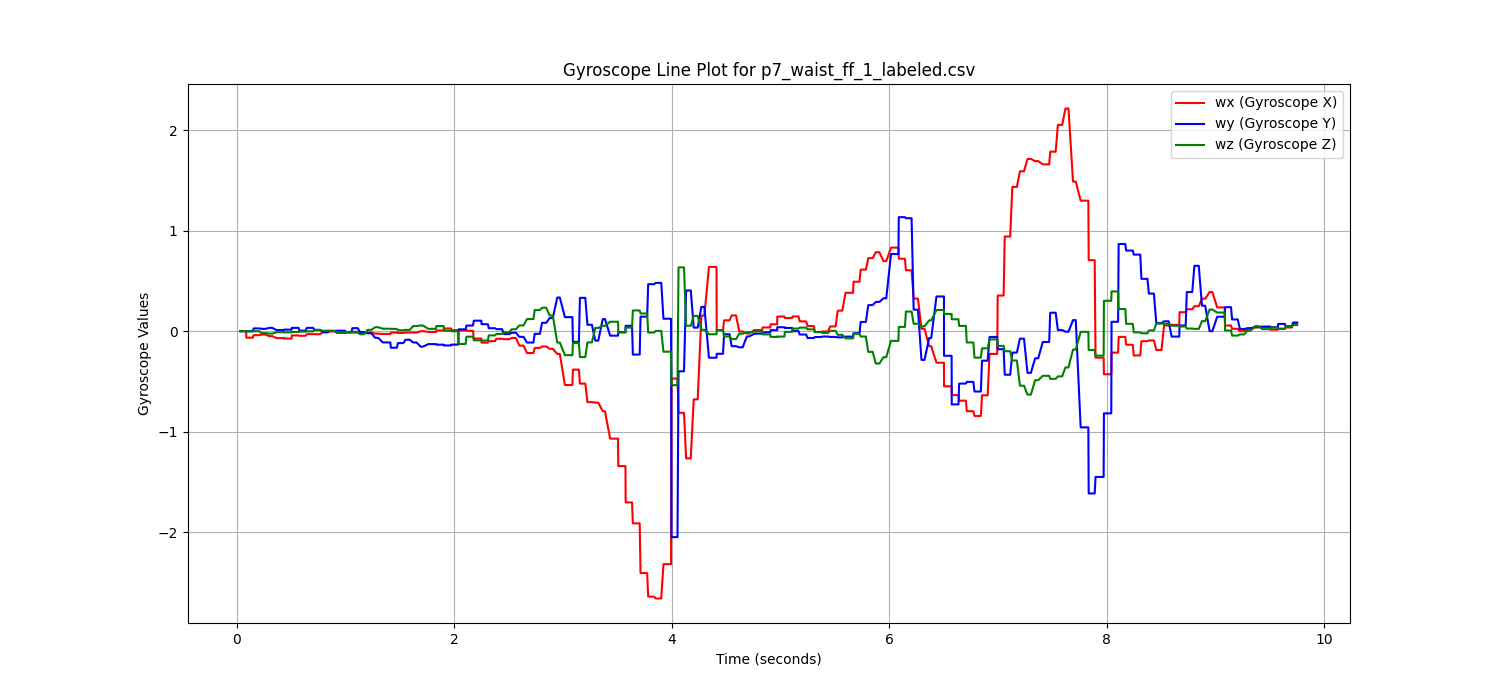 Gyroscope Line Plot for p7_waist_ff_1_labeled.csv
wx (Gyroscope X)
wy (Gyroscope Y)
wz (Gyroscope Z)
Gyroscope Values
2
1
0
−1
−2
0 2 4 6 8 10
Time (seconds)